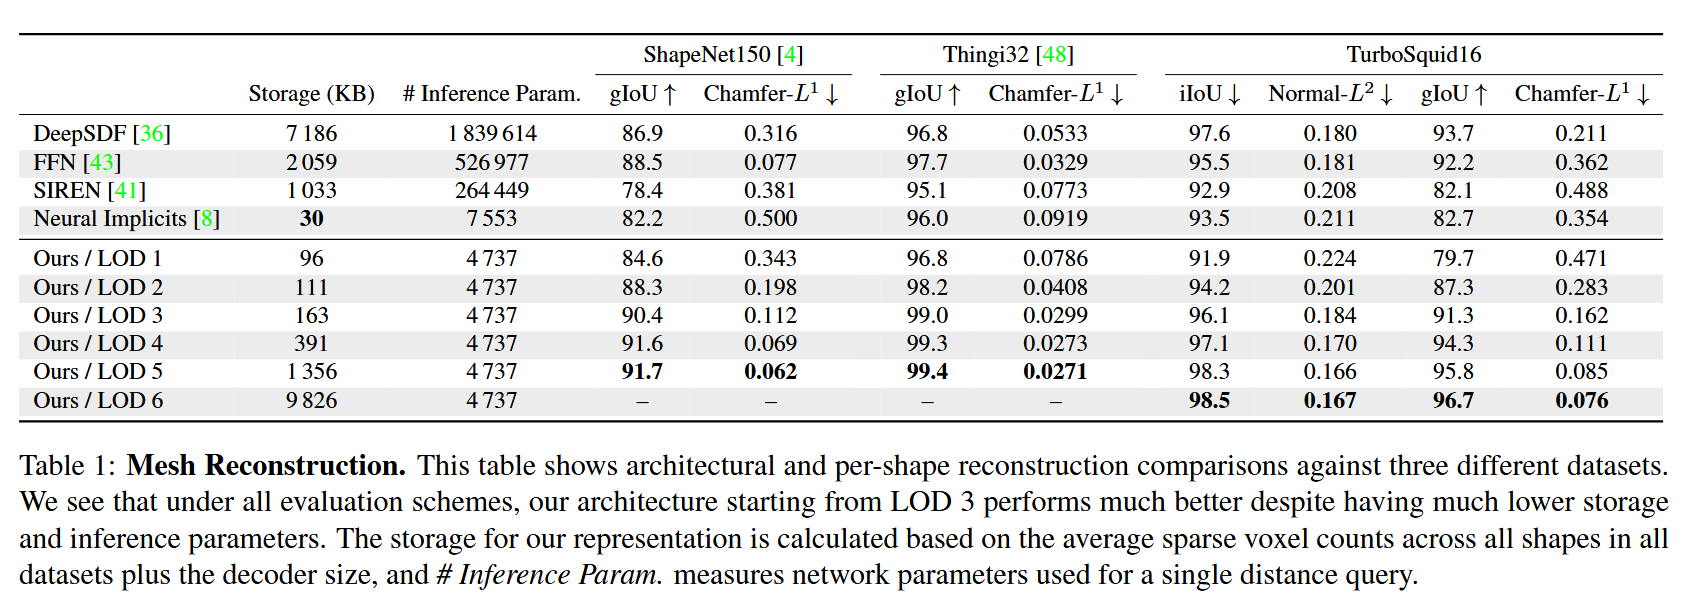 ShapeNet150 [4] Thingi32 [48] TurboSquid16
Storage (KB) # Inference Param. gIoU ↑ Chamfer-L¹ ↓ gIoU ↑ Chamfer-L¹ ↓ iIoU ↓ Normal-L² ↓ gIoU ↑ Chamfer-L¹ ↓
DeepSDF [36] 7 186 1 839 614 86.9 0.316 96.8 0.0533 97.6 0.180 93.7 0.211
FFN [43] 2 059 526 977 88.5 0.077 97.7 0.0329 95.5 0.181 92.2 0.362
SIREN [41] 1 033 264 449 78.4 0.381 95.1 0.0773 92.9 0.208 82.1 0.488
Neural Implicits [8] 30 7 553 82.2 0.500 96.0 0.0919 93.5 0.211 82.7 0.354
Ours / LOD 1 96 4 737 84.6 0.343 96.8 0.0786 91.9 0.224 79.7 0.471
Ours / LOD 2 111 4 737 88.3 0.198 98.2 0.0408 94.2 0.201 87.3 0.283
Ours / LOD 3 163 4 737 90.4 0.112 99.0 0.0299 96.1 0.184 91.3 0.162
Ours / LOD 4 391 4 737 91.6 0.069 99.3 0.0273 97.1 0.170 94.3 0.111
Ours / LOD 5 1 356 4 737 91.7 0.062 99.4 0.0271 98.3 0.166 95.8 0.085
Ours / LOD 6 9 826 4 737 – – – – 98.5 0.167 96.7 0.076
Table 1: Mesh Reconstruction. This table shows architectural and per-shape reconstruction comparisons against three different datasets.
We see that under all evaluation schemes, our architecture starting from LOD 3 performs much better despite having much lower storage
and inference parameters. The storage for our representation is calculated based on the average sparse voxel counts across all shapes in all
datasets plus the decoder size, and # Inference Param. measures network parameters used for a single distance query.